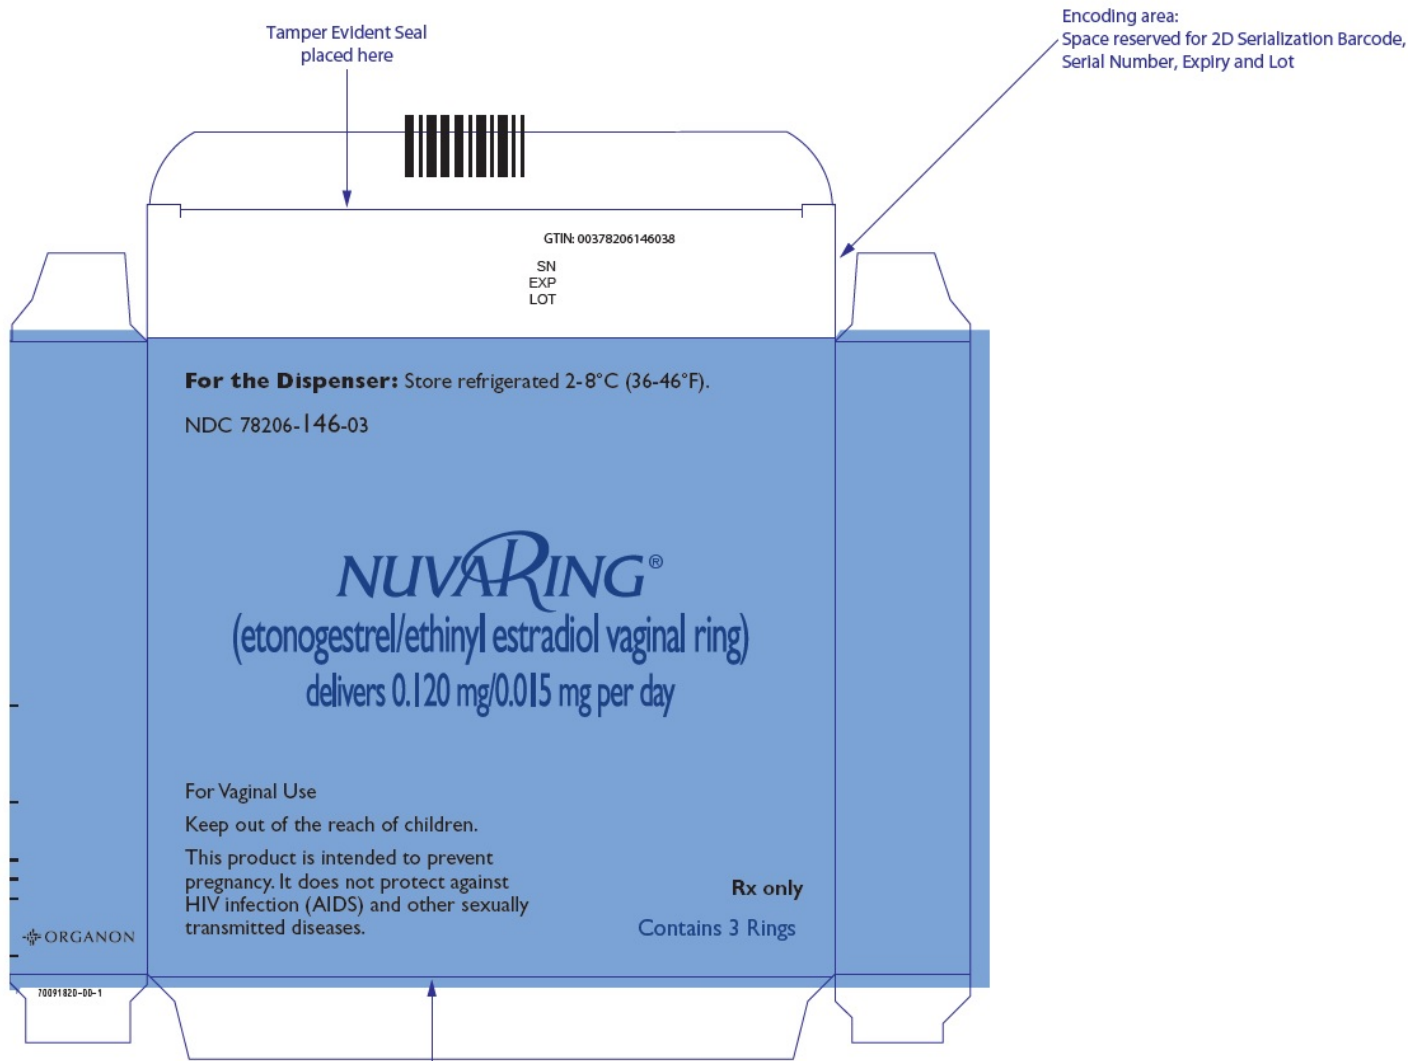 Tamper Evident Seal
placed here
Encoding area:
Space reserved for 2D Serialization Barcode,
Serial Number, Expiry and Lot
GTIN: 00378206146038
SN
EXP
LOT
For the Dispenser: Store refrigerated 2-8°C (36-46°F).
NDC 78206-146-03
NUVARING®
(etonogestrel/ethinyl estradiol vaginal ring)
delivers 0.120 mg/0.015 mg per day
For Vaginal Use
Keep out of the reach of children.
This product is intended to prevent
pregnancy. It does not protect against
HIV infection (AIDS) and other sexually
transmitted diseases.
Rx only
Contains 3 Rings
ORGANON
7009182D-DD-1